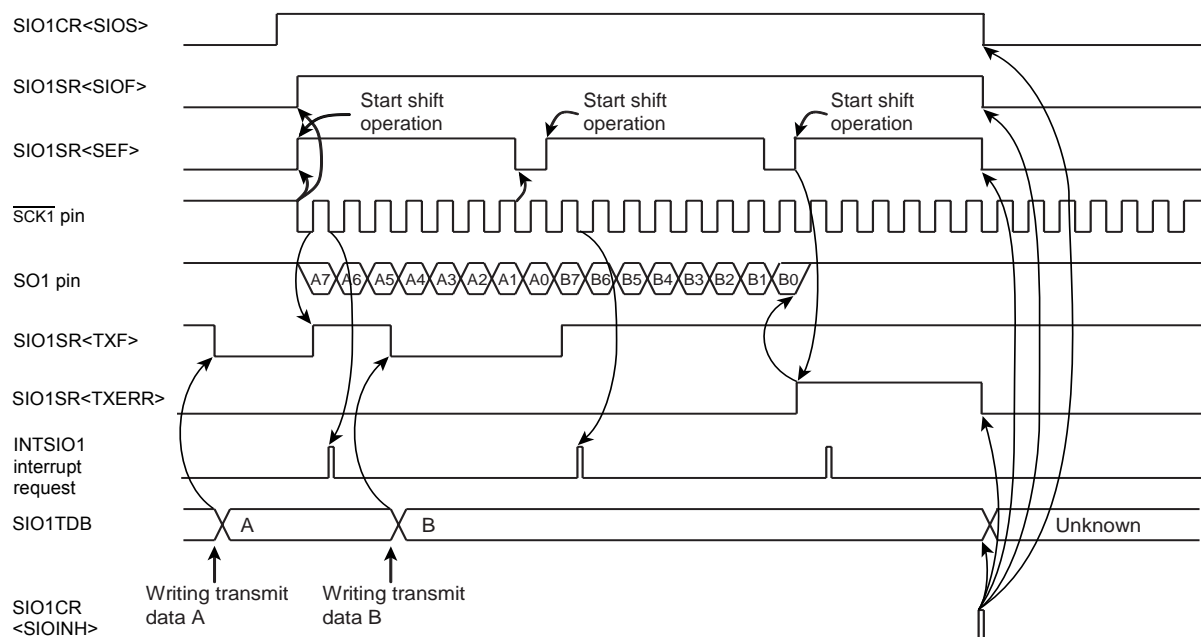 SIO1CR<SIOS>
SIO1SR<SIOF>
Start shift
operation
Start shift
operation
Start shift
operation
SIO1SR<SEF>
SCK1 pin
SO1 pin
A7 A6 A5 A4 A3 A2 A1 A0 B7 B6 B5 B4 B3 B2 B1 B0
SIO1SR<TXF>
SIO1SR<TXERR>
INTSIO1
interrupt
request
SIO1TDB
A
B
Unknown
Writing transmit
data A
Writing transmit
data B
SIO1CR
<SIOINH>